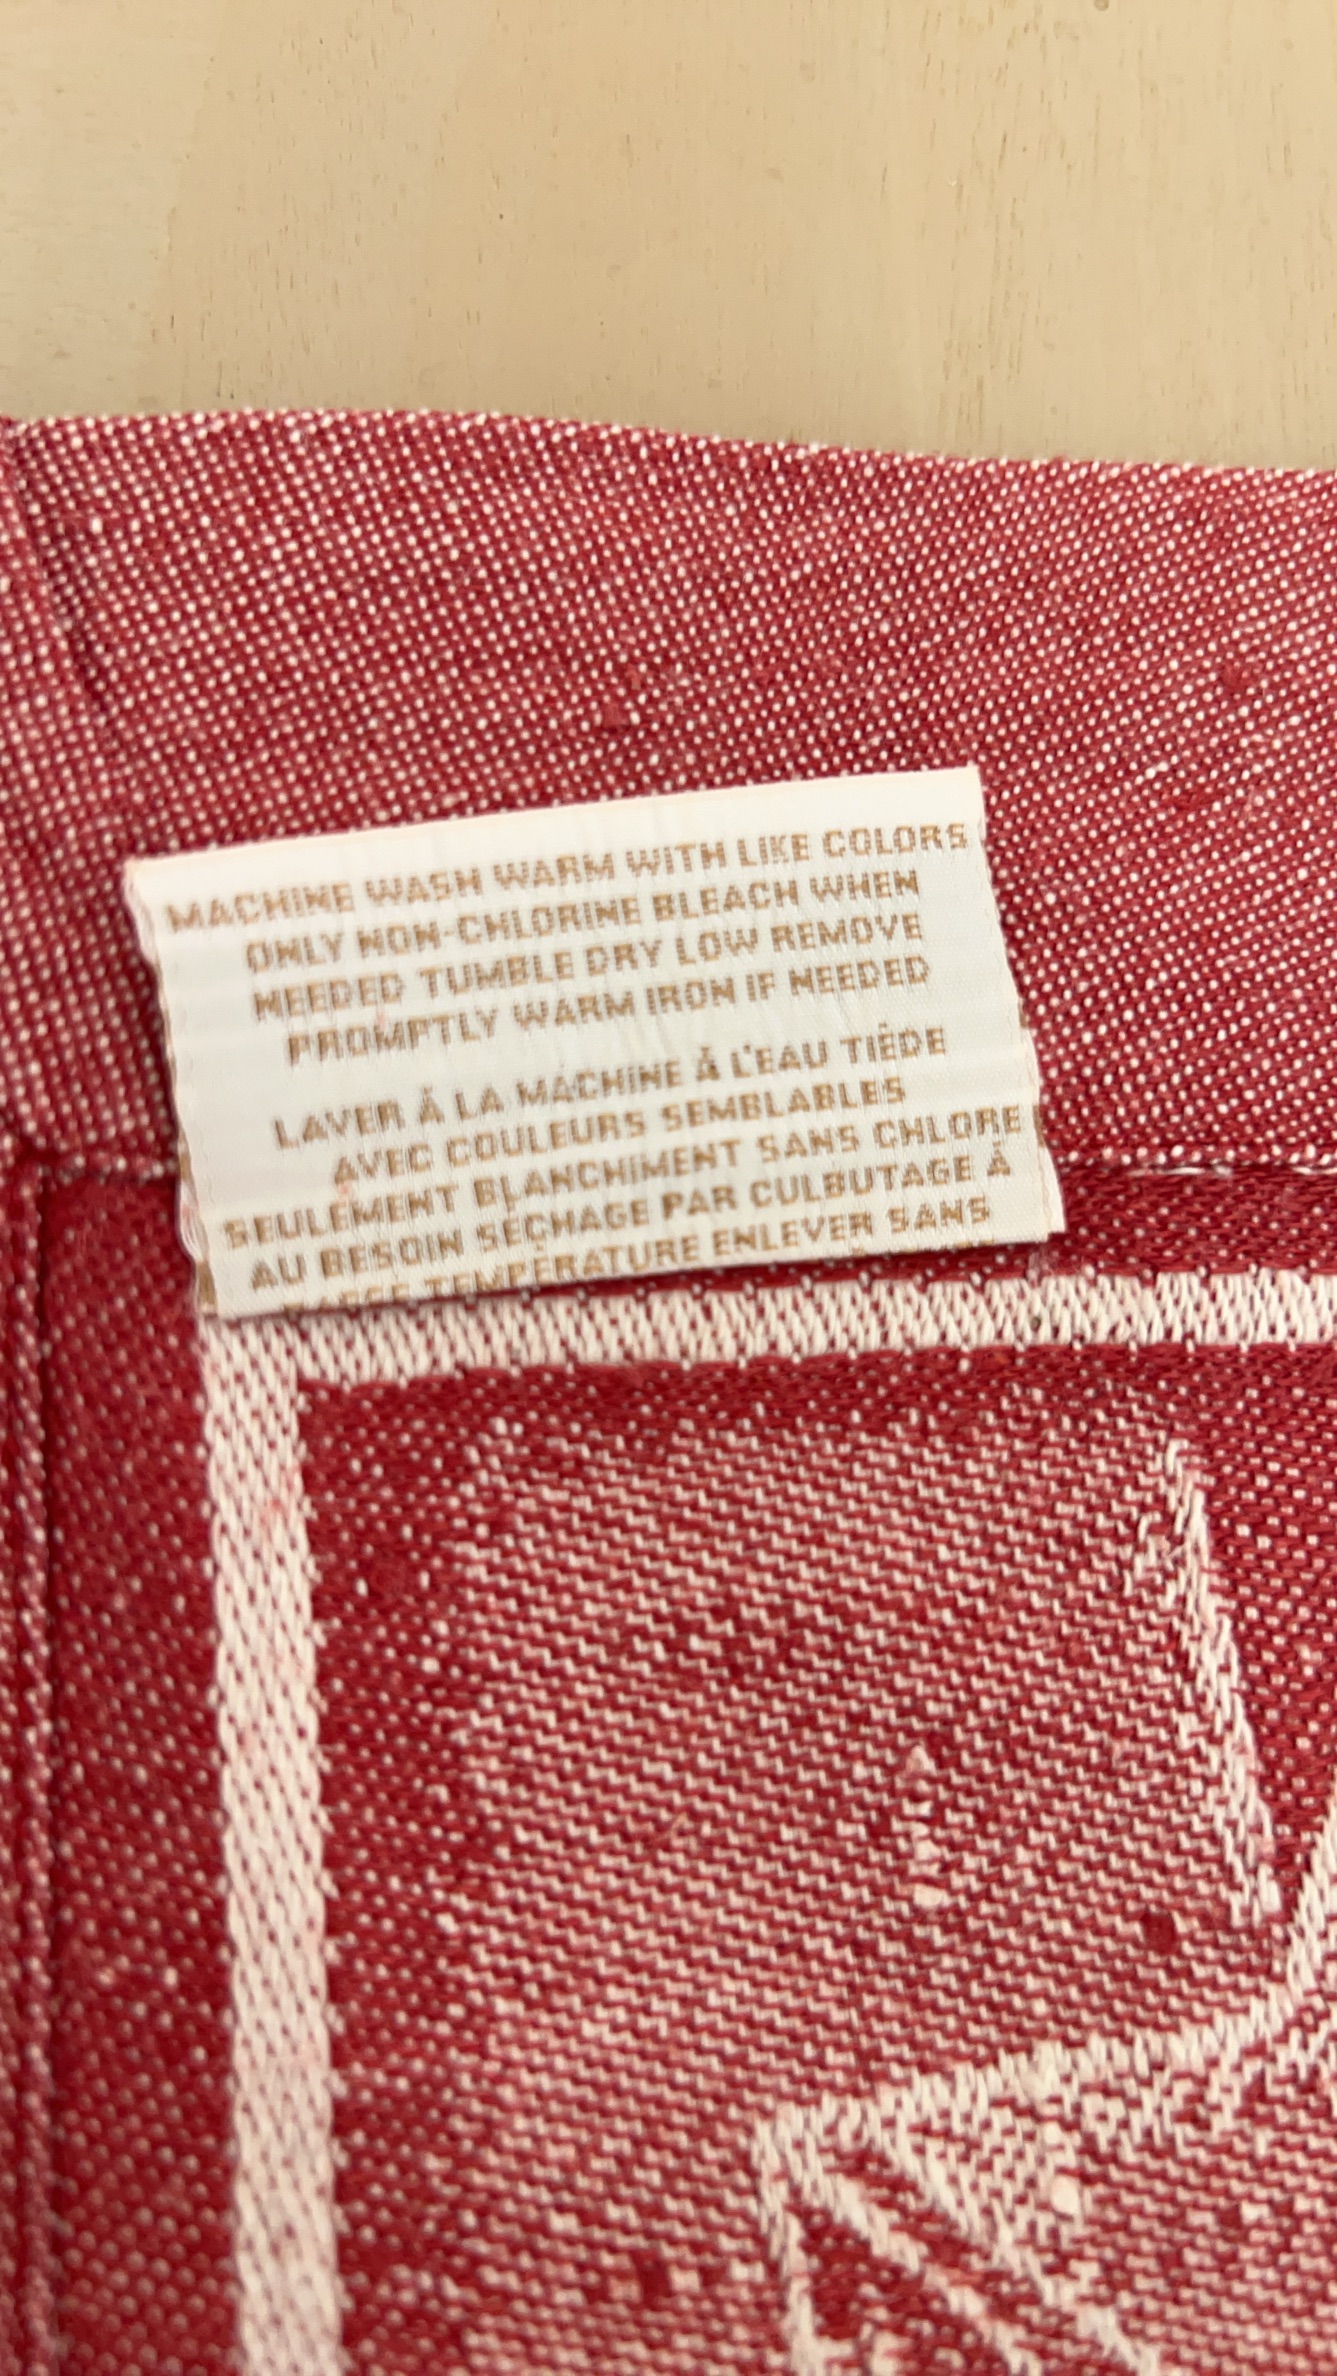 MACHINE WASH WARM WITH LIKE COLORS
ONLY NON-CHLORINE BLEACH WHEN
NEEDED TUMBLE DRY LOW REMOVE
PROMPTLY WARM IRON IF NEEDED
LAVER À LA MACHINE À L'EAU TIÈDE
AVEC COULEURS SEMBLABLES
SEULEMENT BLANCHIMENT SANS CHLORE
AU BESOIN SÉCHAGE PAR CULBUTAGE À
TEMPÉRATURE ENLEVER SANS